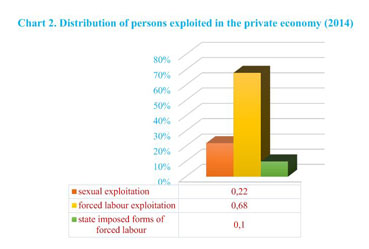 Chart 2. Distribution of persons exploited in the private economy (2014)
80%
70%
60%
50%
40%
30%
20%
10%
0%
sexual exploitation 0,22
forced labour exploitation 0,68
state imposed forms of
forced labour 0,1